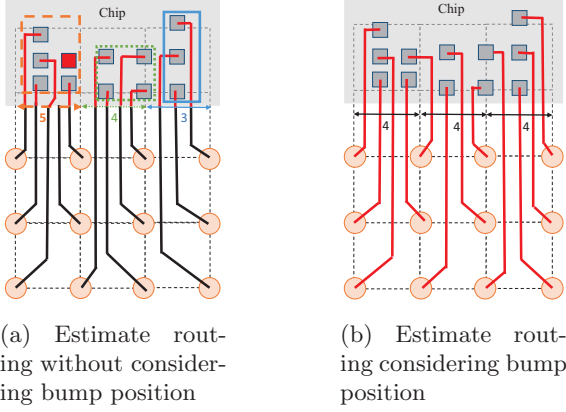 Chip
5
4
3
(a) Estimate rout-
ing without consider-
ing bump position
Chip
4
4
4
(b) Estimate rout-
ing considering bump
position